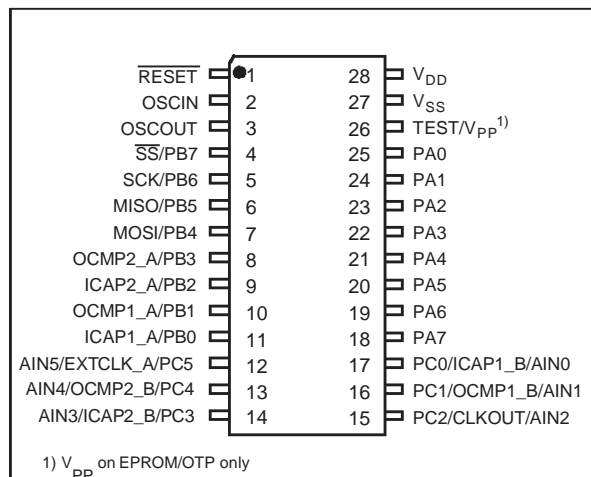 RESET 1 28 VDD
OSCIN 2 27 VSS
OSCOUT 3 26 TEST/VPP1)
SS/PB7 4 25 PA0
SCK/PB6 5 24 PA1
MISO/PB5 6 23 PA2
MOSI/PB4 7 22 PA3
OCMP2_A/PB3 8 21 PA4
ICAP2_A/PB2 9 20 PA5
OCMP1_A/PB1 10 19 PA6
ICAP1_A/PB0 11 18 PA7
AIN5/EXTCLK_A/PC5 12 17 PC0/ICAP1_B/AIN0
AIN4/OCMP2_B/PC4 13 16 PC1/OCMP1_B/AIN1
AIN3/ICAP2_B/PC3 14 15 PC2/CLKOUT/AIN2
1) VPP on EPROM/OTP only